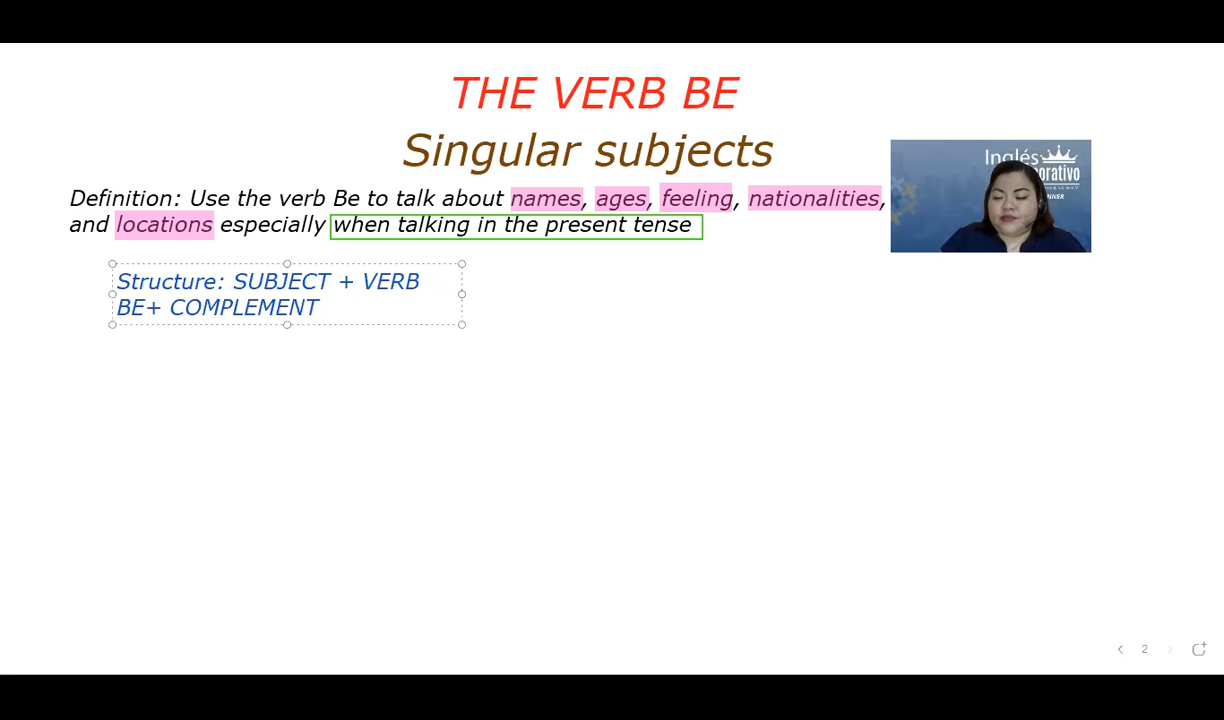 THE VERB BE
Singular subjects
Definition: Use the verb Be to talk about names, ages, feeling, nationalities,
and locations especially when talking in the present tense
Structure: SUBJECT + VERB
BE+ COMPLEMENT
Inglés
2